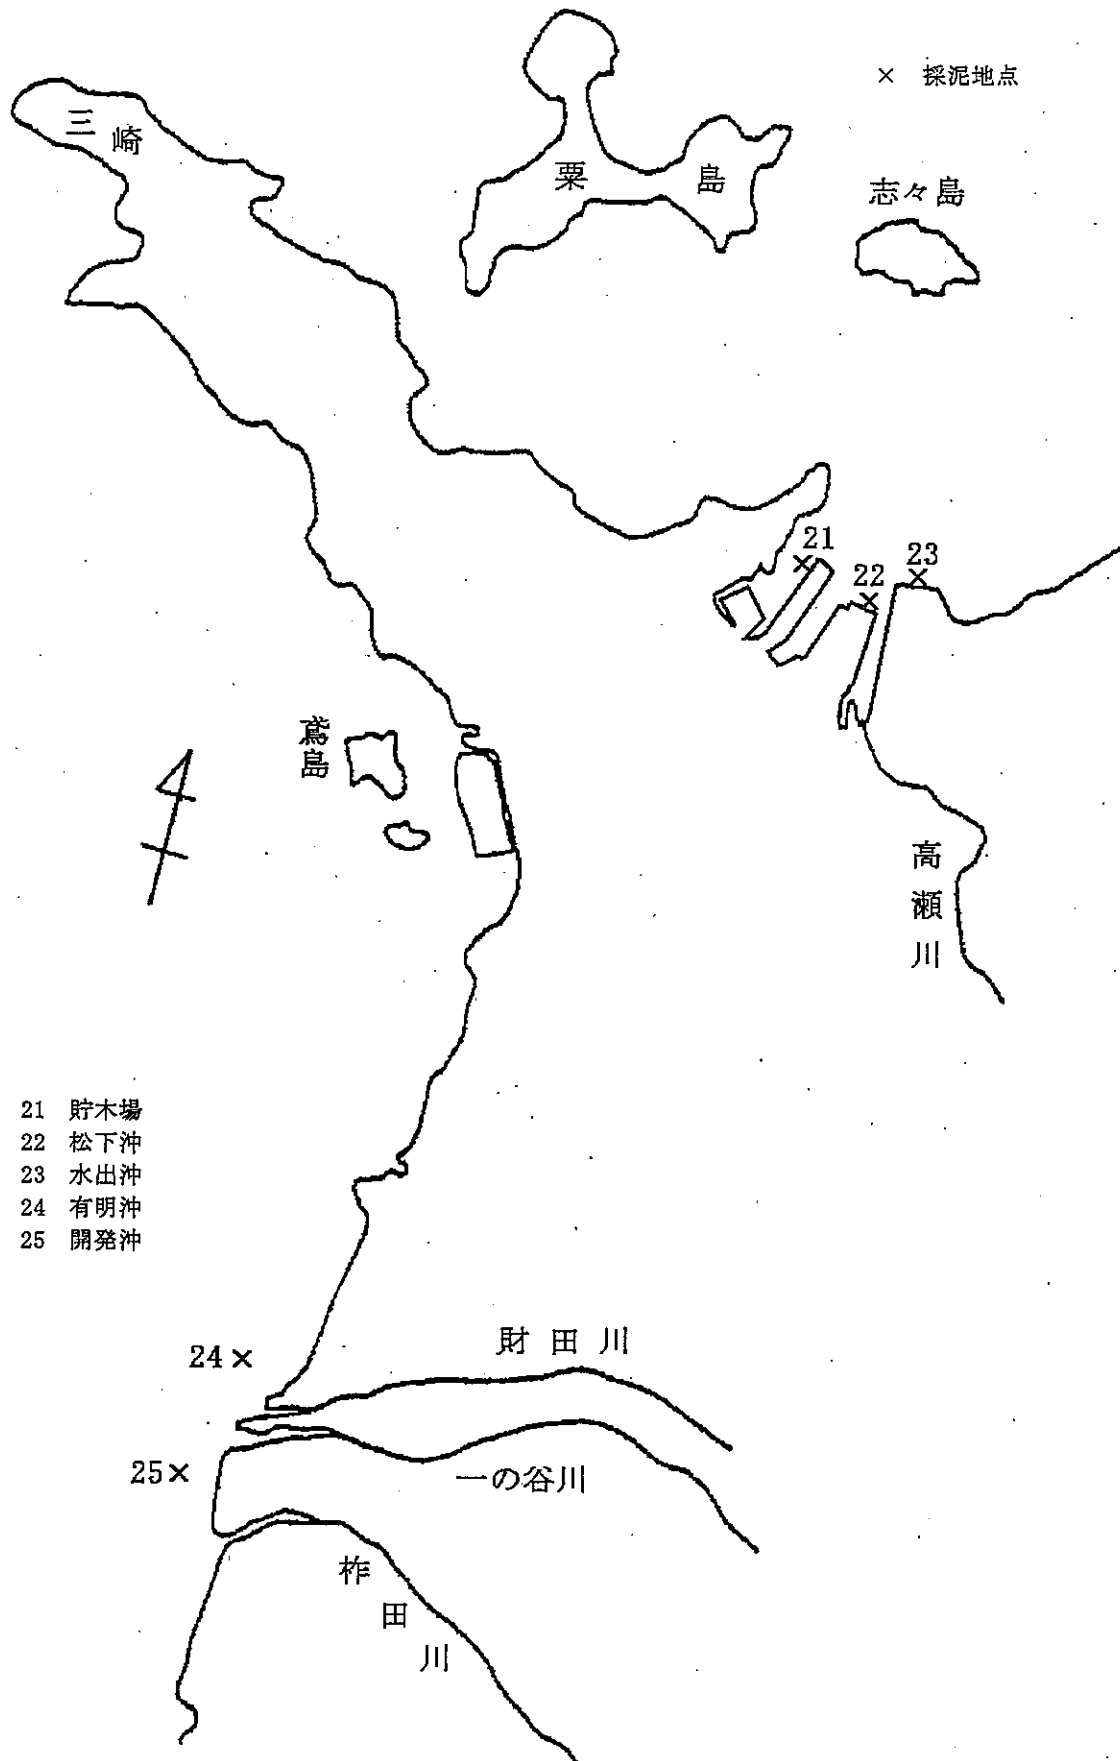 × 採泥地点
三崎
粟島
志々島
21
22
23
鳶島
高瀬川
21 貯木場
22 松下沖
23 水出沖
24 有明沖
25 開発沖
24×
財田川
25×
一の谷川
柞田川